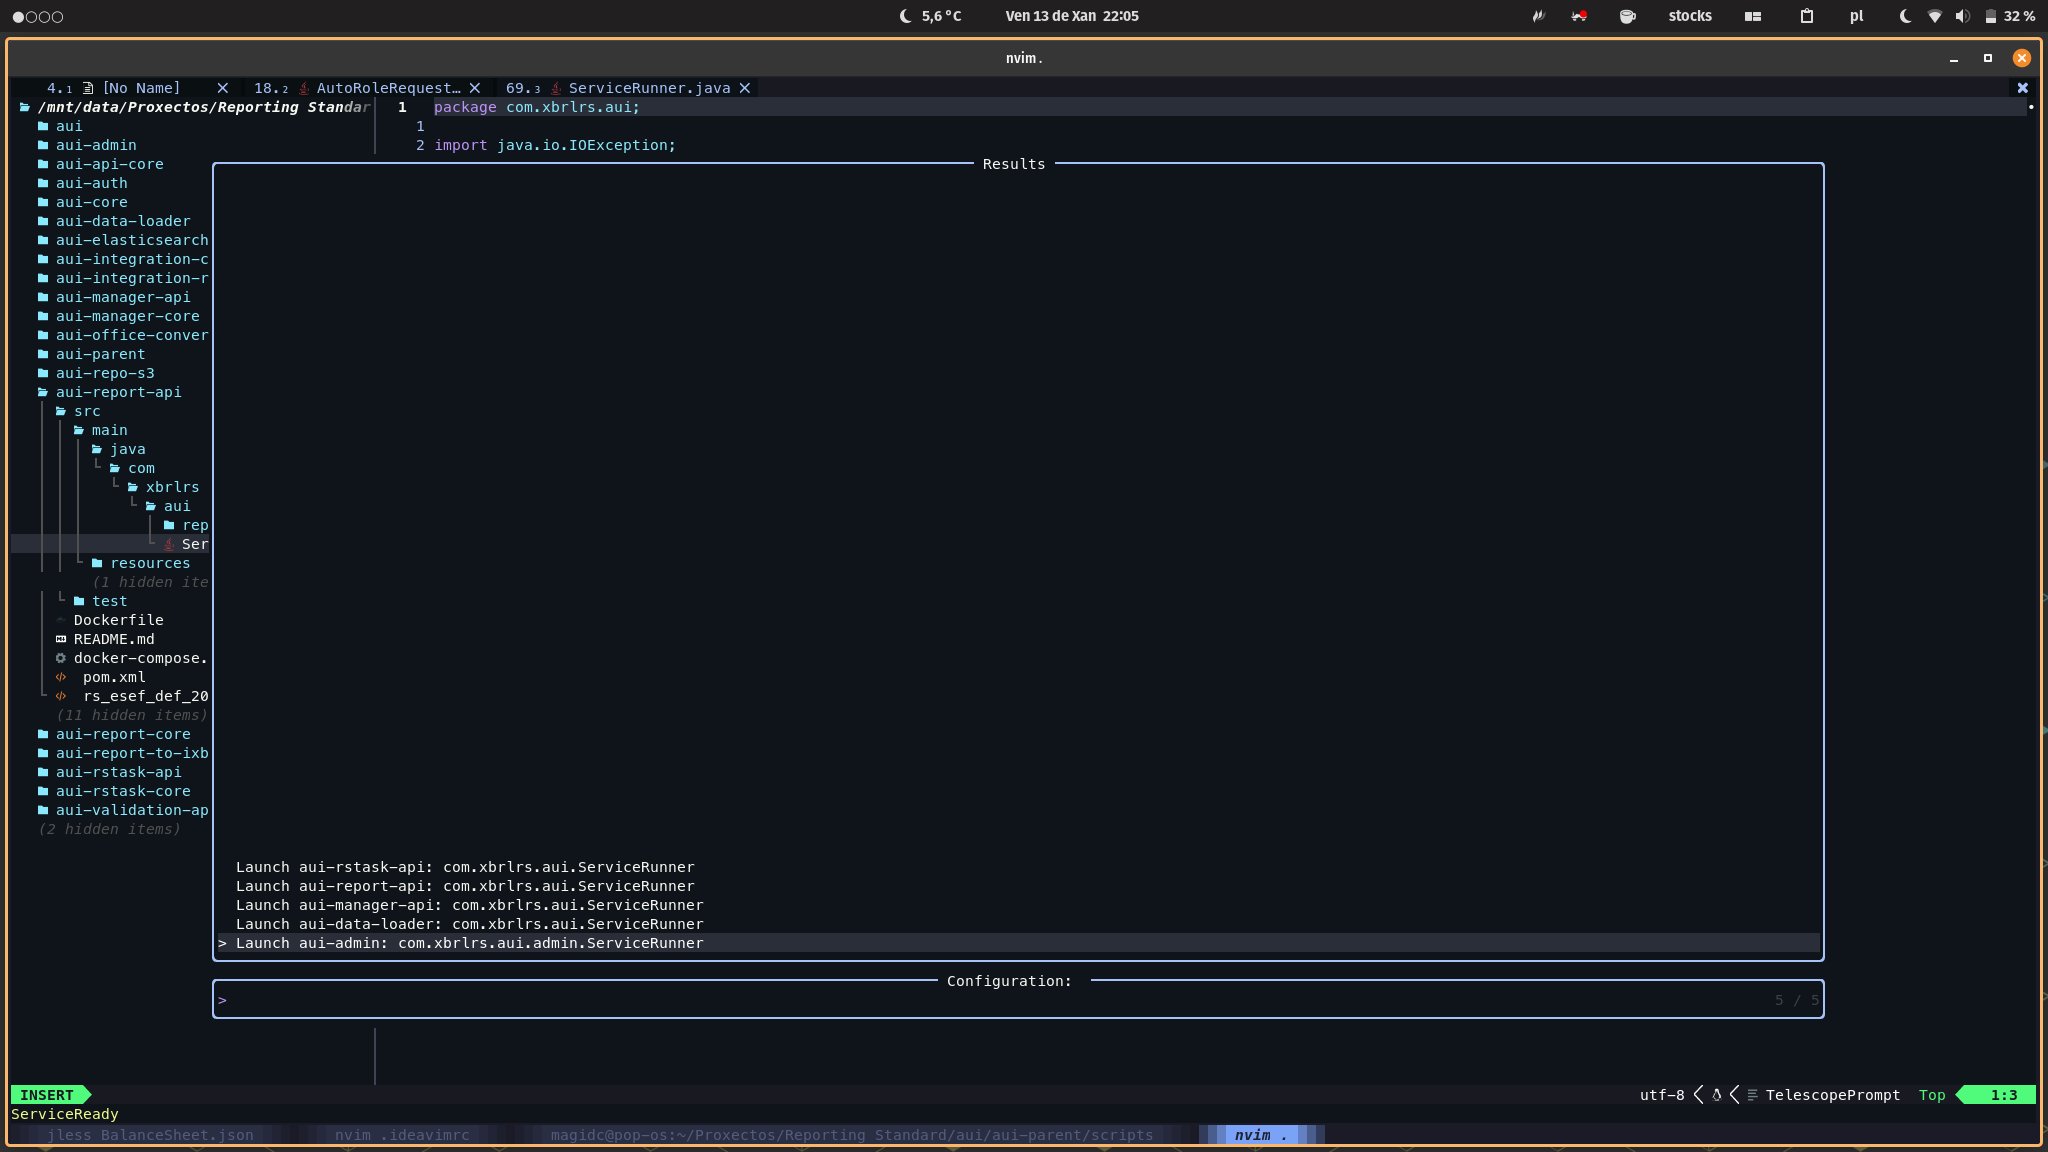 5,6 °C Ven 13 de Xan 22:05 stocks pl 32 %
nvim .
4.₁ [No Name] 18.₂ AutoRoleRequest… 69.₃ ServiceRunner.java
/mnt/data/Proxectos/Reporting Standar 1 package com.xbrlrs.aui;
aui 1
aui-admin 2 import java.io.IOException;
aui-api-core
Results
aui-auth
aui-core
aui-data-loader
aui-elasticsearch
aui-integration-c
aui-integration-r
aui-manager-api
aui-manager-core
aui-office-conver
aui-parent
aui-repo-s3
aui-report-api
src
main
java
com
xbrlrs
aui
rep
Ser
resources
(1 hidden ite
test
Dockerfile
README.md
docker-compose.
pom.xml
rs_esef_def_20
(11 hidden items)
aui-report-core
aui-report-to-ixb
aui-rstask-api
aui-rstask-core
aui-validation-ap
(2 hidden items)
Launch aui-rstask-api: com.xbrlrs.aui.ServiceRunner
Launch aui-report-api: com.xbrlrs.aui.ServiceRunner
Launch aui-manager-api: com.xbrlrs.aui.ServiceRunner
Launch aui-data-loader: com.xbrlrs.aui.ServiceRunner
> Launch aui-admin: com.xbrlrs.aui.admin.ServiceRunner
Configuration:
> 5 / 5
INSERT utf-8 TelescopePrompt Top 1:3
ServiceReady
jless BalanceSheet.json nvim .ideavimrc magidc@pop-os:~/Proxectos/Reporting Standard/aui/aui-parent/scripts nvim .